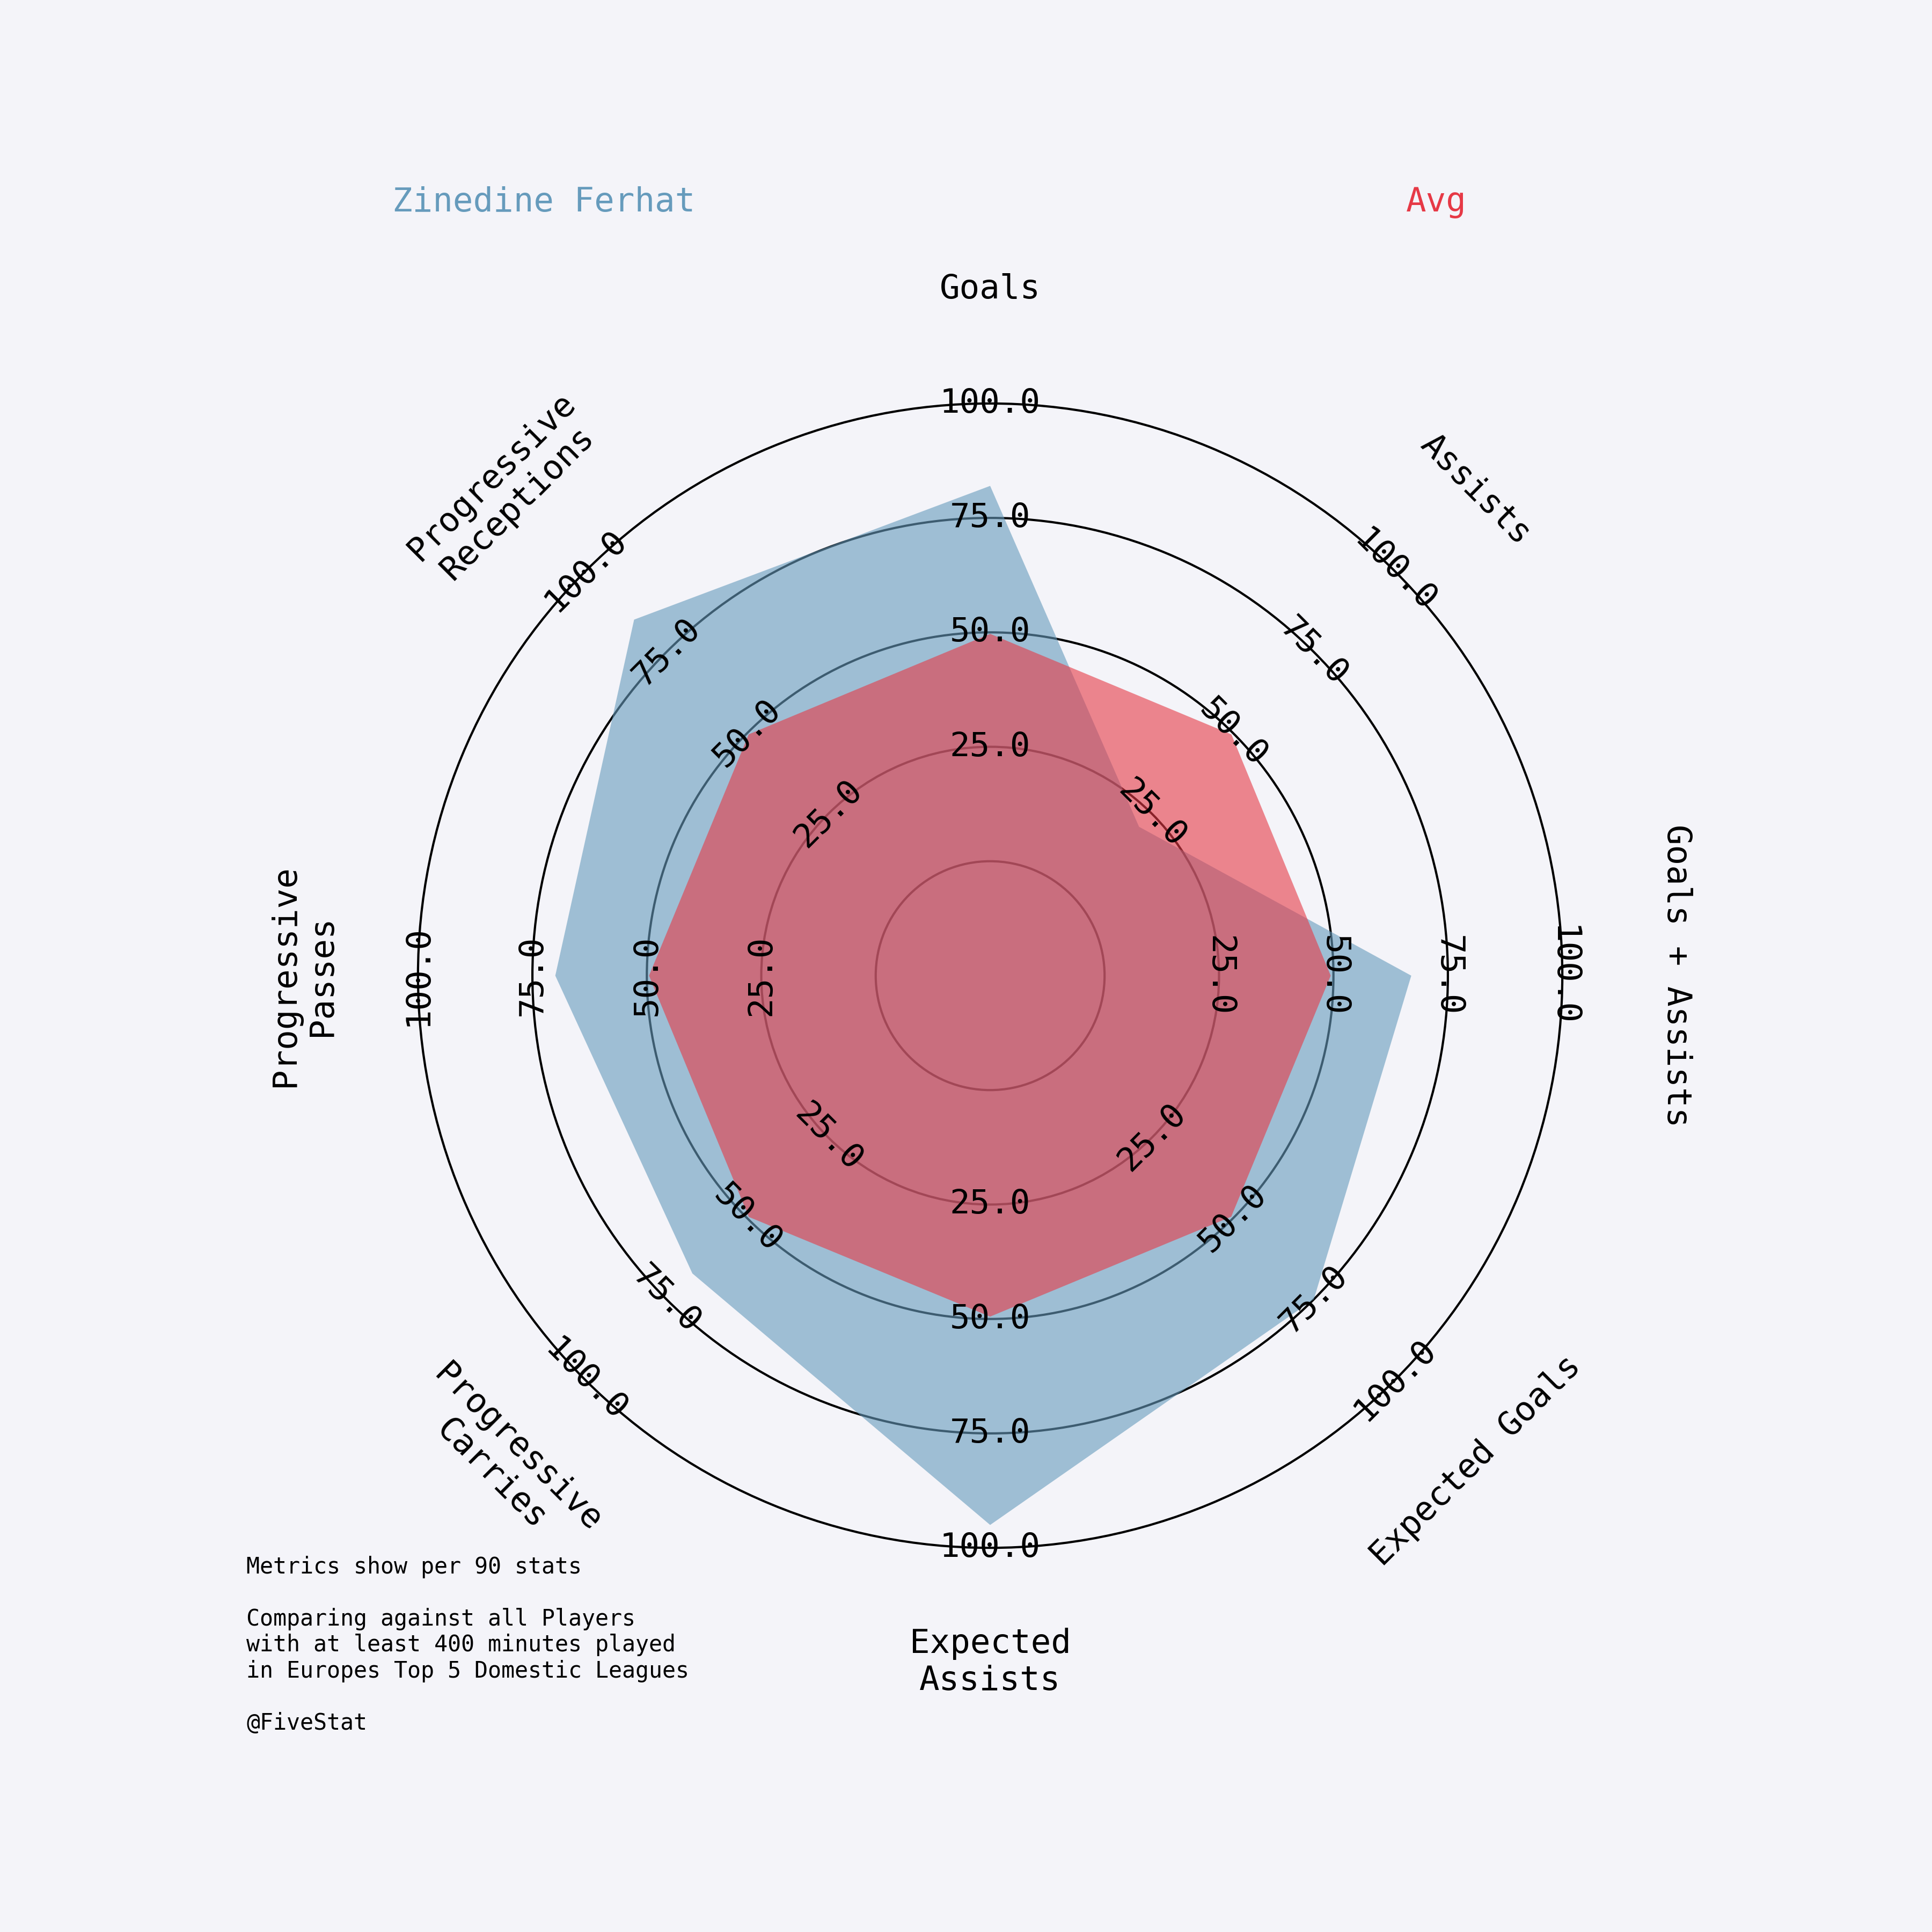 Zinedine Ferhat
Avg
Goals
Assists
Goals + Assists
Expected Goals
Expected
Assists
Progressive
Carries
Progressive
Passes
Progressive
Receptions
25.0
50.0
75.0
100.0
25.0
50.0
75.0
100.0
25.0
50.0
75.0
100.0
25.0
50.0
75.0
100.0
25.0
50.0
75.0
100.0
25.0
50.0
75.0
100.0
25.0
50.0
75.0
100.0
25.0
50.0
75.0
100.0
Metrics show per 90 stats
Comparing against all Players
with at least 400 minutes played
in Europes Top 5 Domestic Leagues
@FiveStat